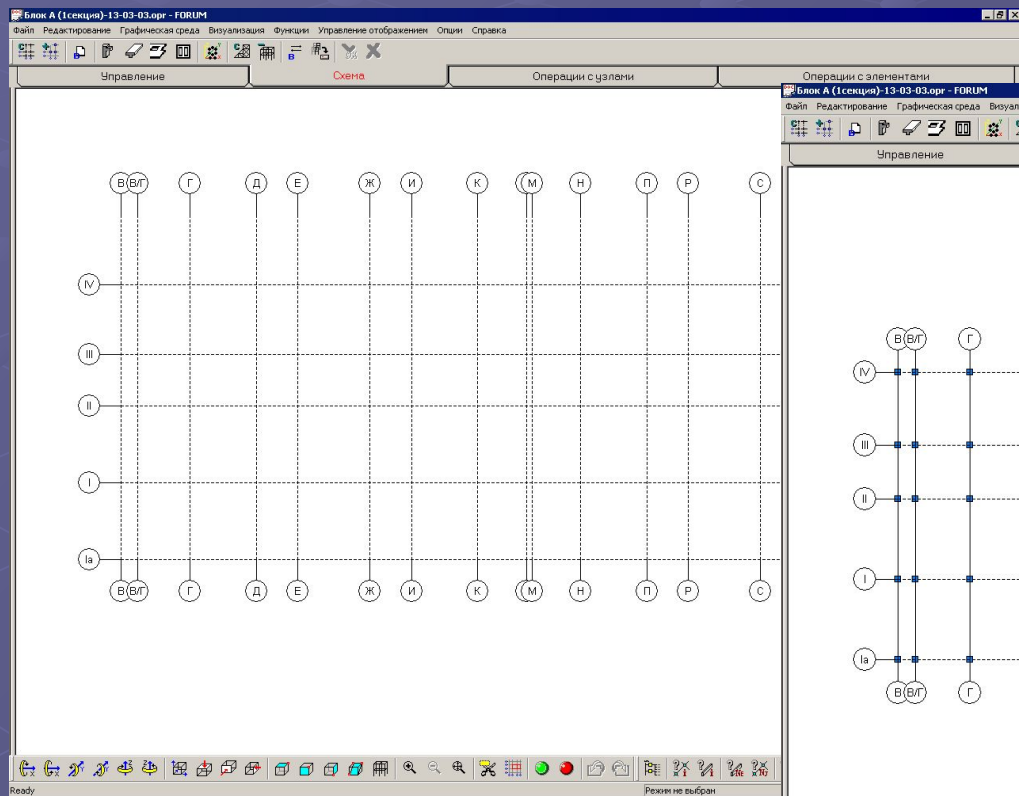 Блок А (1секция)-13-03-03.opr - FORUM
Файл Редактирование Графическая среда Визуализация Функции Управление отображением Опции Справка
Управление Схема Операции с узлами Операции с элементами
В В/Г Г Д Е Ж И К М Н П Р С
IV
III
II
I
Ia
В В/Г Г Д Е Ж И К М Н П Р С
Ready Режим не выбран
Блок А (1секция)-13-03-03.opr - FORUM
Файл Редактирование Графическая среда
Управление
В В/Г Г
IV
III
II
I
Ia
В В/Г Г